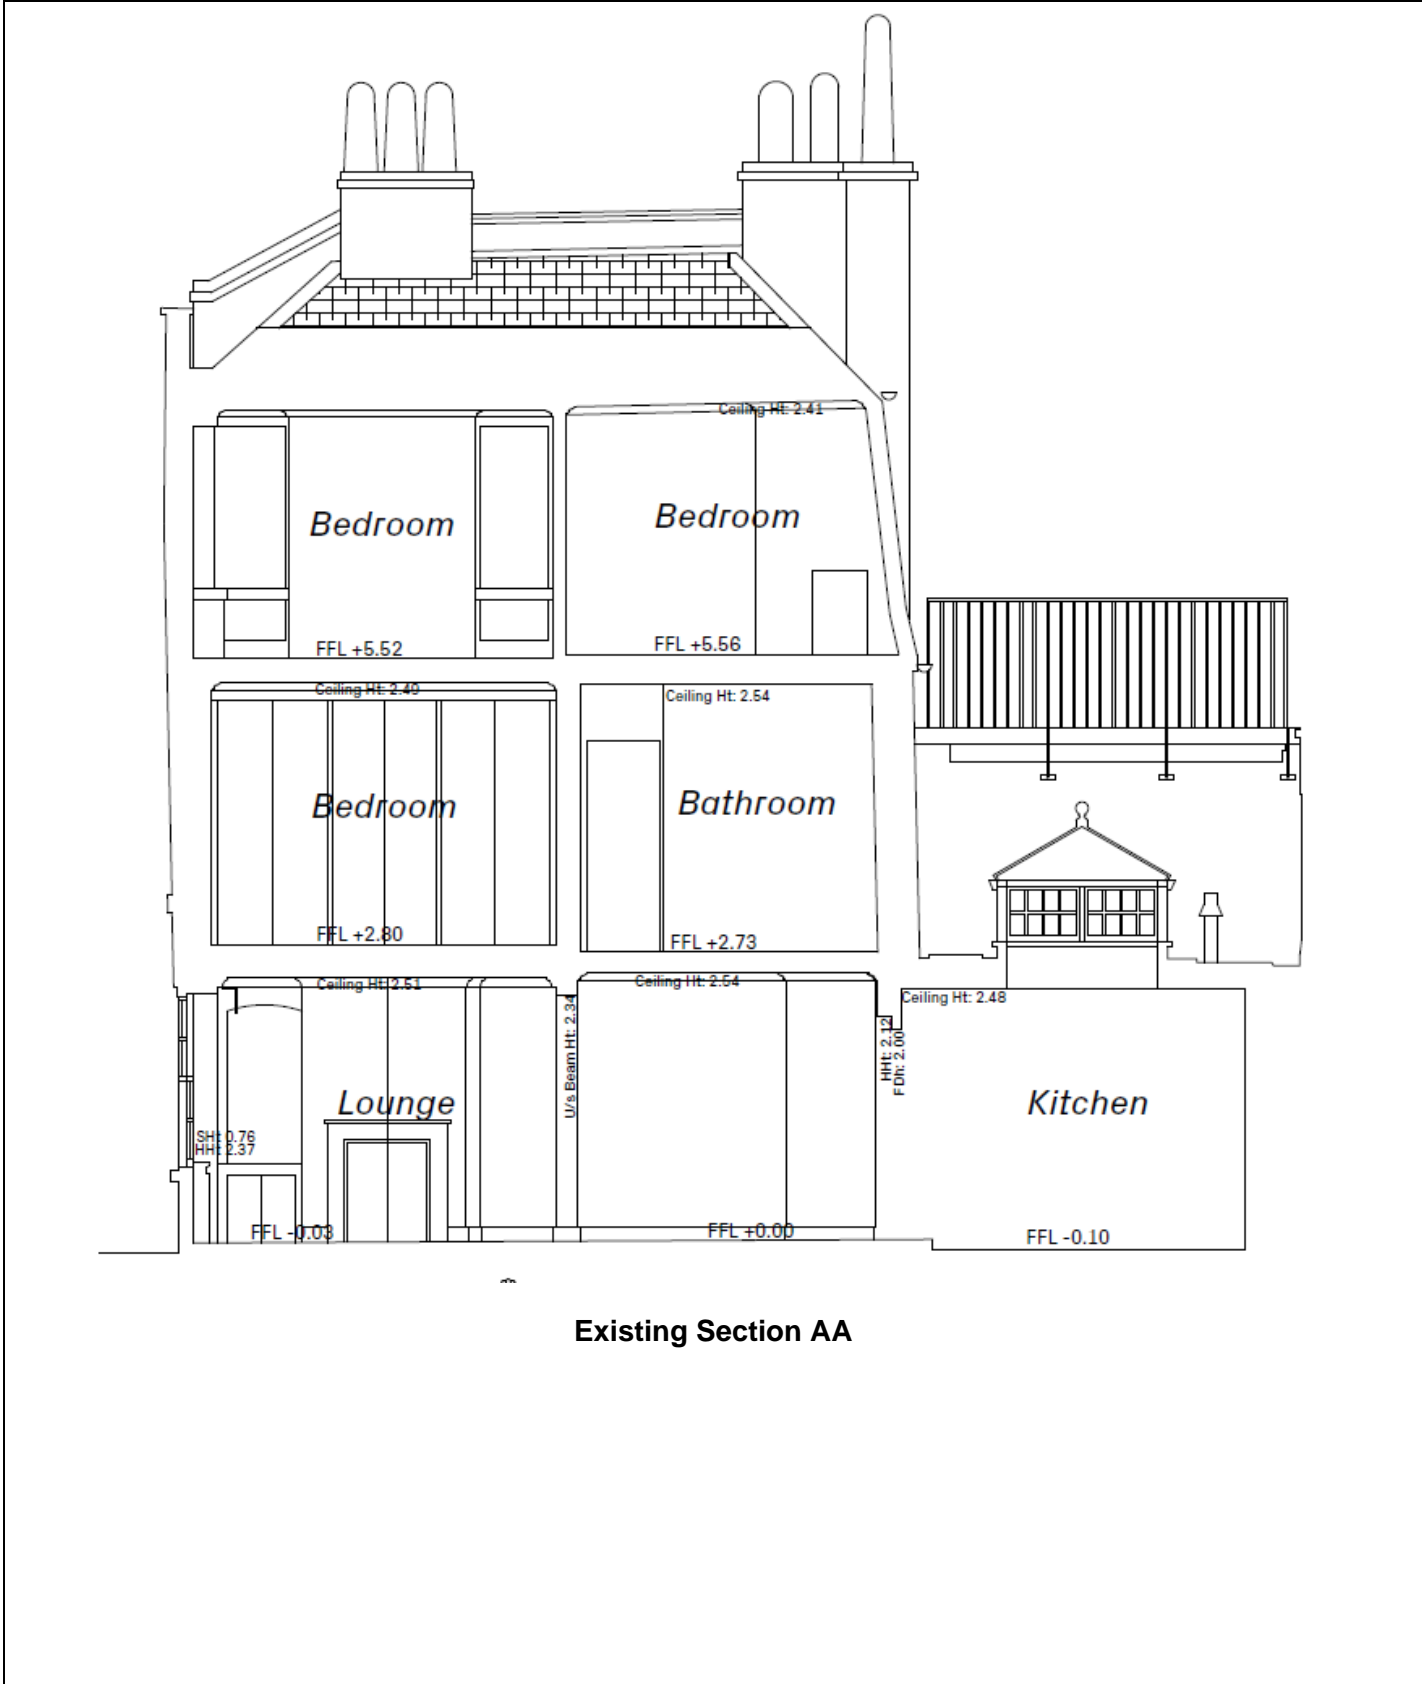 Ceiling Ht: 2.41
Bedroom
Bedroom
FFL +5.52
FFL +5.56
Ceiling Ht: 2.49
Ceiling Ht: 2.54
Bedroom
Bathroom
FFL +2.80
FFL +2.73
Ceiling Ht: 2.51
Ceiling Ht: 2.54
Ceiling Ht: 2.48
U/s Beam Ht: 2.34
HHt: 2.12
FDh: 2.00
Lounge
Kitchen
SHt 0.76
HHt 2.37
FFL -0.03
FFL +0.00
FFL -0.10
Existing Section AA